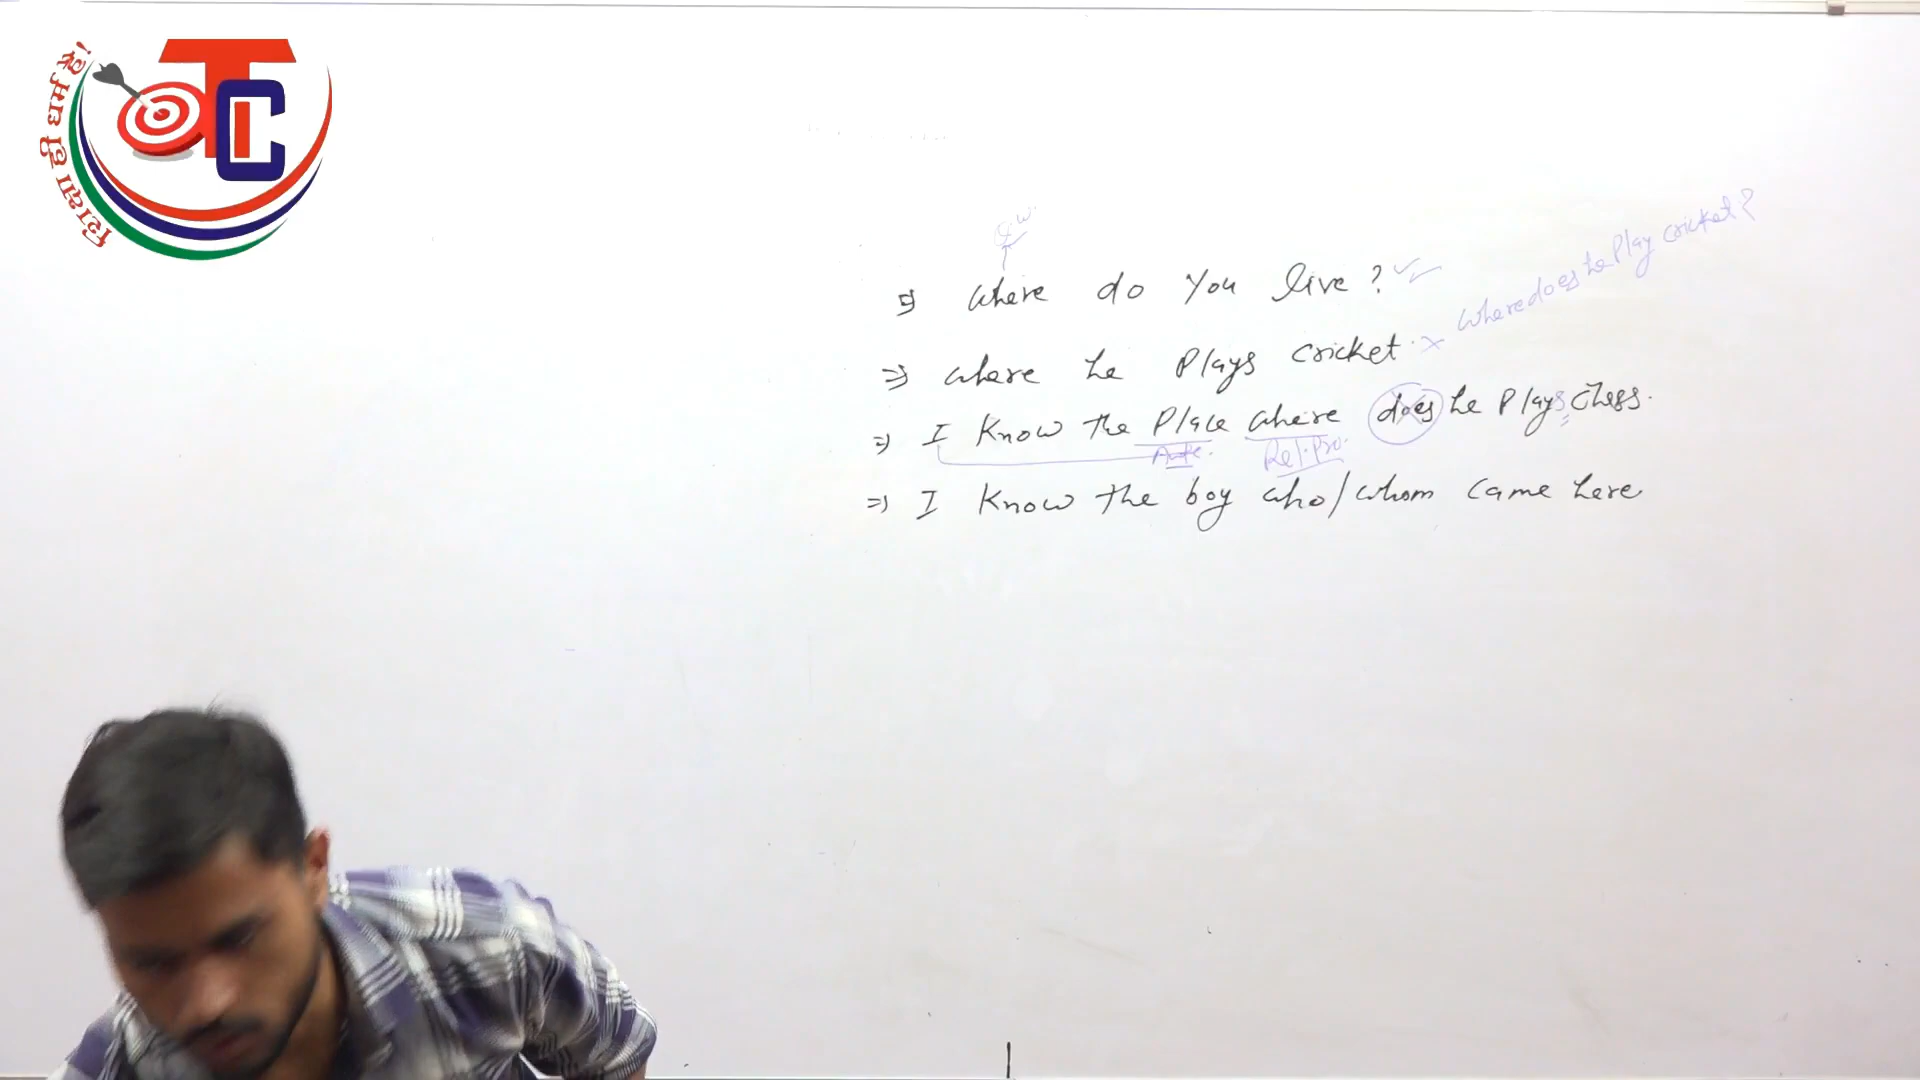 TC
शिक्षा हूँ घमंड है!
Q.W.
⇒ Where do You live? ✓
⇒ Where he Plays cricket. × Where does he Play cricket?
⇒ I Know the Place where does he Plays Chess.
Ante. Rel. Pro.
⇒ I Know the boy who/whom came here